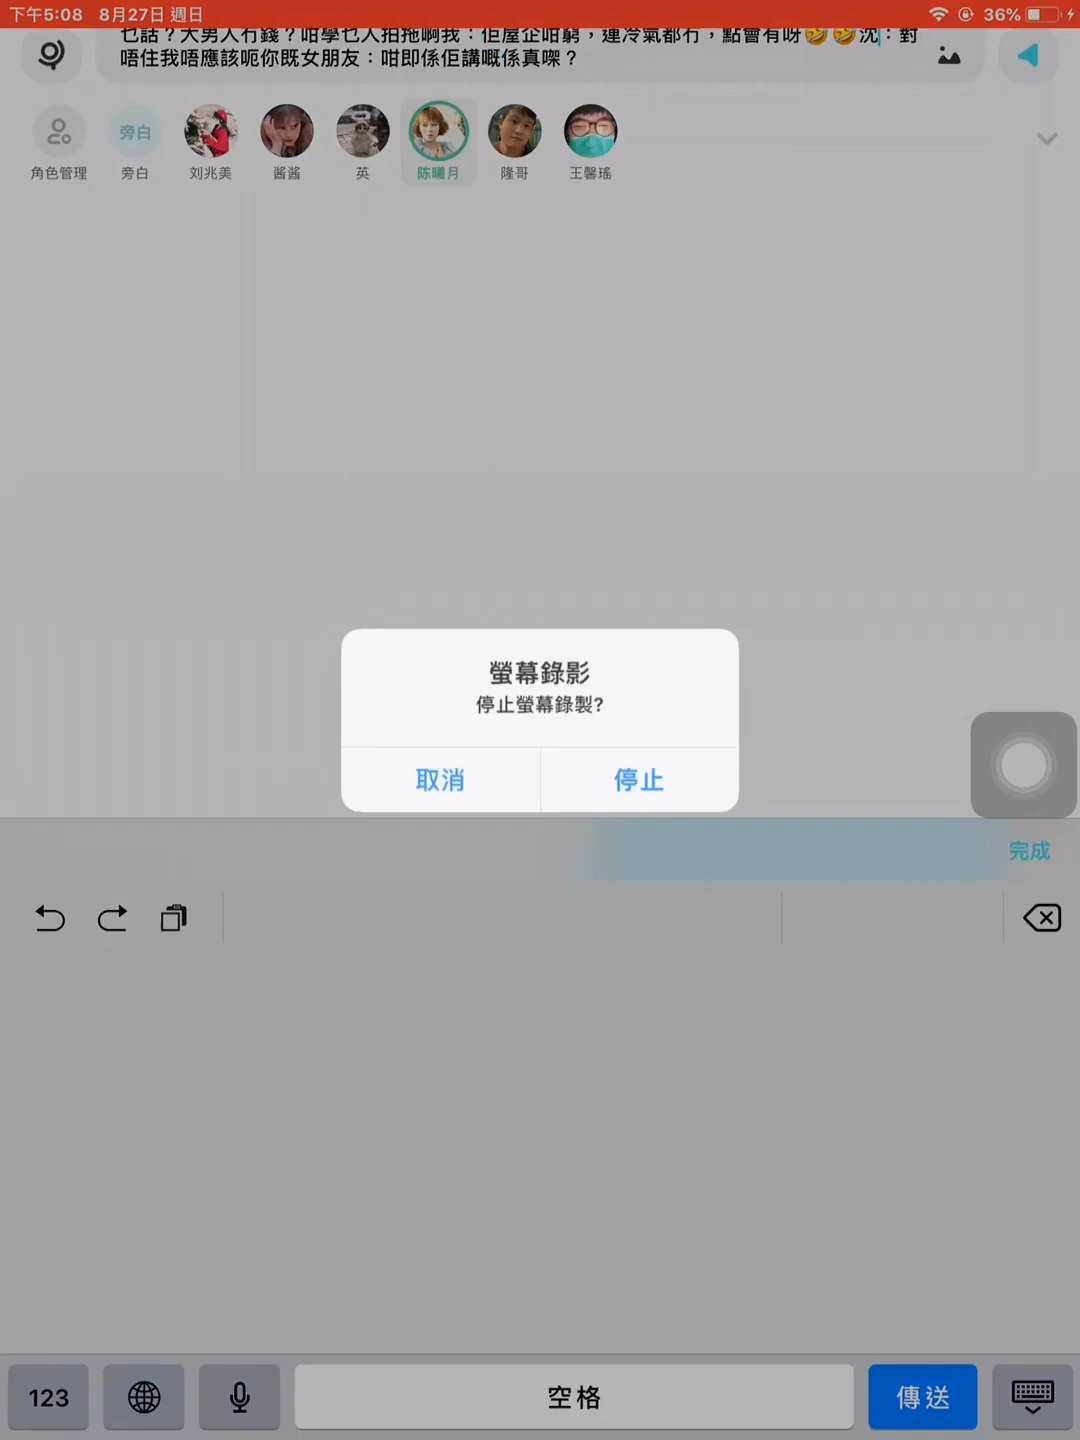 下午5:08 8月27日 週日
36%
乜話？大男人冇錢？咁學乜人拍拖啊我：佢屋企咁窮，連冷氣都冇，點會有呀🤣🤣沈：對
唔住我唔應該呃你既女朋友：咁即係佢講嘅係真㗎？
旁白
角色管理 旁白 刘兆美 酱酱 英 陈曦月 隆哥 王馨瑤
螢幕錄影
停止螢幕錄製?
取消 停止
完成
123 空格 傳送